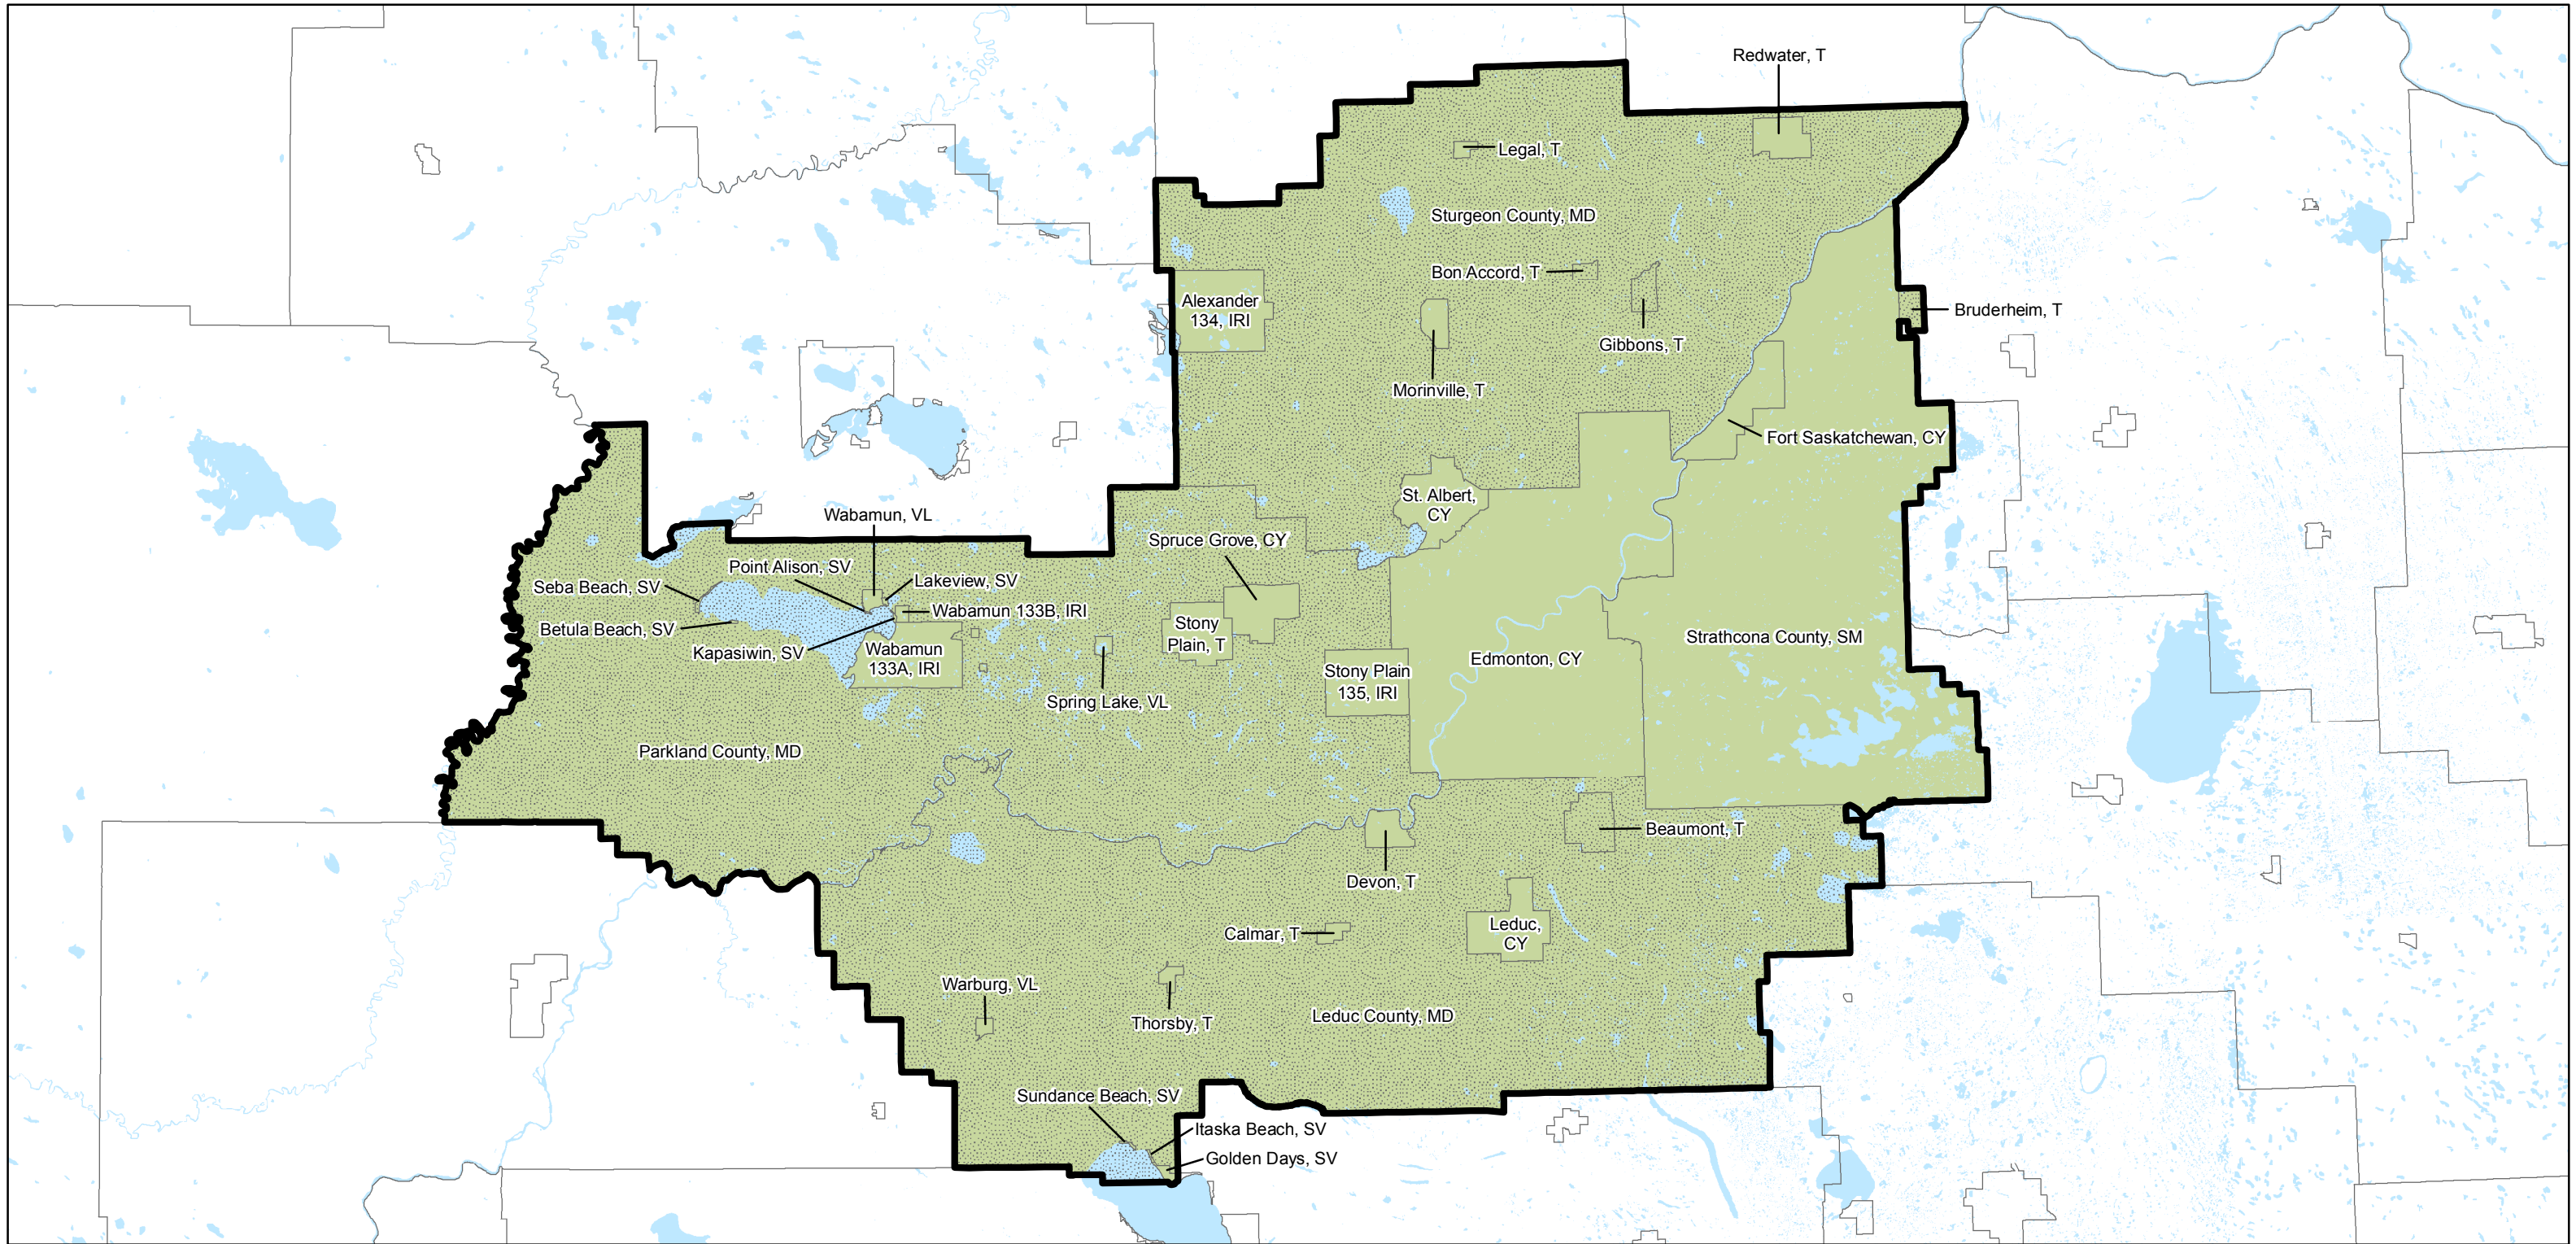 Redwater, T
Legal, T
Sturgeon County, MD
Bon Accord, T
Alexander
134, IRI
Bruderheim, T
Gibbons, T
Morinville, T
Fort Saskatchewan, CY
St. Albert,
CY
Wabamun, VL
Spruce Grove, CY
Point Alison, SV
Lakeview, SV
Seba Beach, SV
Wabamun 133B, IRI
Betula Beach, SV
Stony
Plain, T
Strathcona County, SM
Kapasiwin, SV
Wabamun
133A, IRI
Edmonton, CY
Stony Plain
135, IRI
Spring Lake, VL
Parkland County, MD
Beaumont, T
Devon, T
Calmar, T
Leduc,
CY
Warburg, VL
Thorsby, T
Leduc County, MD
Sundance Beach, SV
Itaska Beach, SV
Golden Days, SV